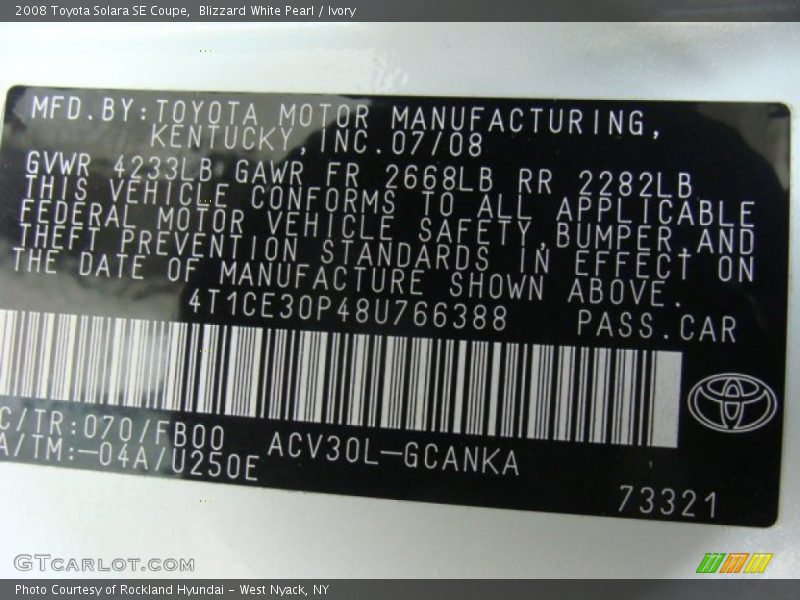 2008 Toyota Solara SE Coupe,  Blizzard White Pearl / Ivory
MFD.BY:TOYOTA MOTOR MANUFACTURING,
KENTUCKY,INC.07/08
GVWR 4233LB GAWR FR 2668LB RR 2282LB
THIS VEHICLE CONFORMS TO ALL APPLICABLE
FEDERAL MOTOR VEHICLE SAFETY,BUMPER,AND
THEFT PREVENTION STANDARDS IN EFFECT ON
THE DATE OF MANUFACTURE SHOWN ABOVE.
4T1CE30P48U766388 PASS.CAR
C/TR:070/FB00 ACV30L-GCANKA
A/TM:-04A/U250E
73321
GTCARLOT.COM
Photo Courtesy of Rockland Hyundai - West Nyack, NY